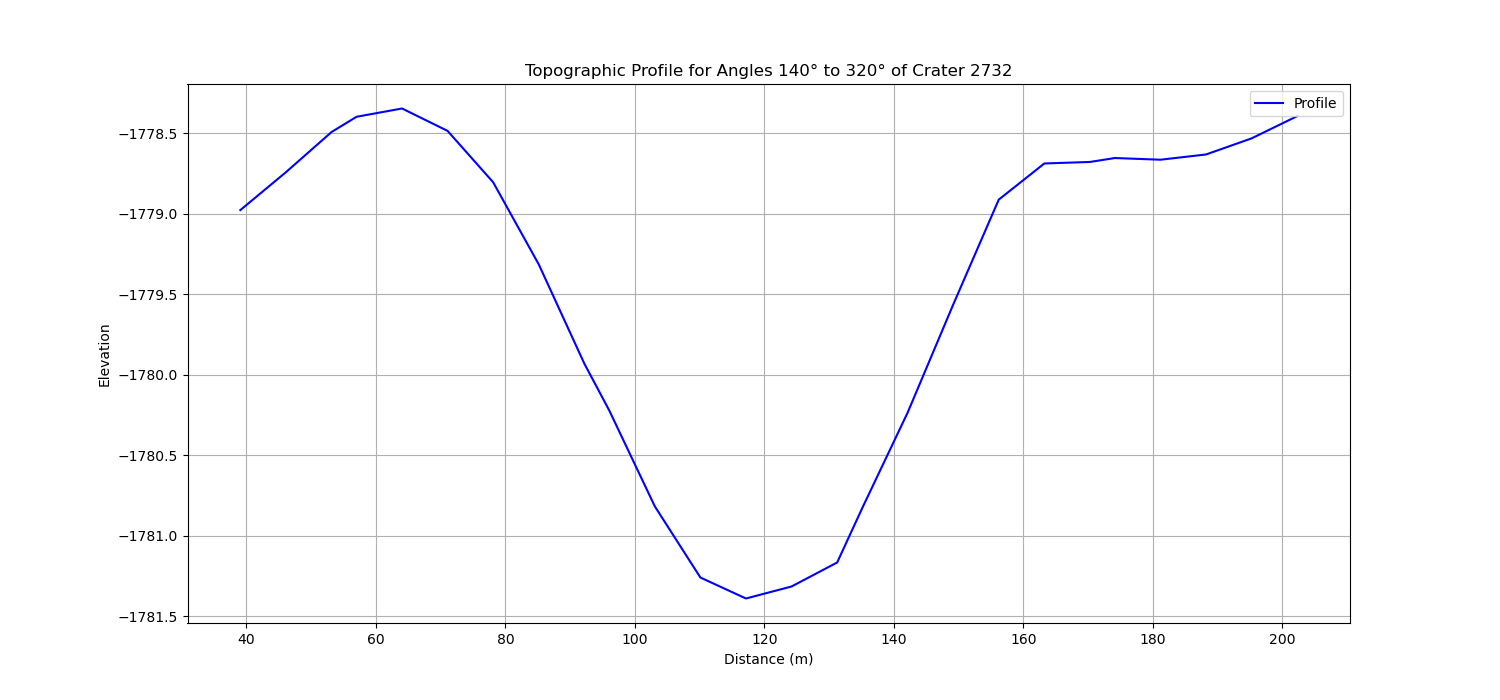 Topographic Profile for Angles 140° to 320° of Crater 2732
Profile
−1778.5
−1779.0
−1779.5
−1780.0
−1780.5
−1781.0
−1781.5
Elevation
40 60 80 100 120 140 160 180 200
Distance (m)